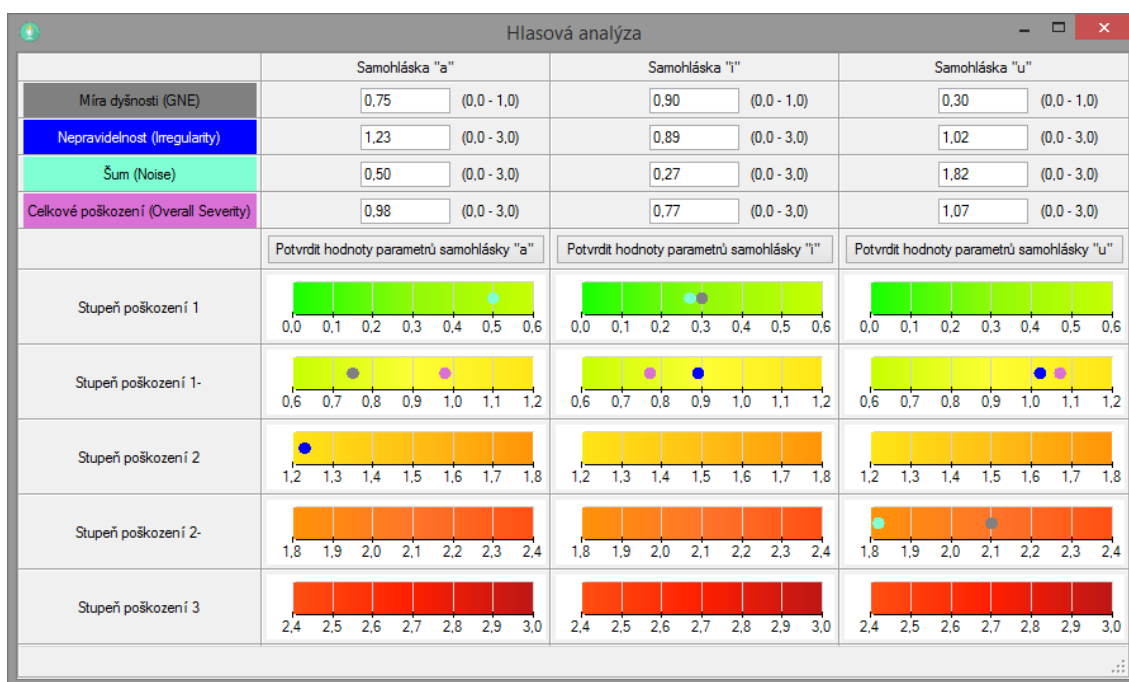 Hlasová analýza
Samohláska "a" Samohláska "i" Samohláska "u"
Míra dyšnosti (GNE) 0,75 (0,0 - 1,0) 0,90 (0,0 - 1,0) 0,30 (0,0 - 1,0)
Nepravidelnost (Irregularity) 1,23 (0,0 - 3,0) 0,89 (0,0 - 3,0) 1,02 (0,0 - 3,0)
Šum (Noise) 0,50 (0,0 - 3,0) 0,27 (0,0 - 3,0) 1,82 (0,0 - 3,0)
Celkové poškození (Overall Severity) 0,98 (0,0 - 3,0) 0,77 (0,0 - 3,0) 1,07 (0,0 - 3,0)
Potvrdit hodnoty parametrů samohlásky "a" Potvrdit hodnoty parametrů samohlásky "i" Potvrdit hodnoty parametrů samohlásky "u"
Stupeň poškození 1
0,0 0,1 0,2 0,3 0,4 0,5 0,6 0,0 0,1 0,2 0,3 0,4 0,5 0,6 0,0 0,1 0,2 0,3 0,4 0,5 0,6
Stupeň poškození 1-
0,6 0,7 0,8 0,9 1,0 1,1 1,2 0,6 0,7 0,8 0,9 1,0 1,1 1,2 0,6 0,7 0,8 0,9 1,0 1,1 1,2
Stupeň poškození 2
1,2 1,3 1,4 1,5 1,6 1,7 1,8 1,2 1,3 1,4 1,5 1,6 1,7 1,8 1,2 1,3 1,4 1,5 1,6 1,7 1,8
Stupeň poškození 2-
1,8 1,9 2,0 2,1 2,2 2,3 2,4 1,8 1,9 2,0 2,1 2,2 2,3 2,4 1,8 1,9 2,0 2,1 2,2 2,3 2,4
Stupeň poškození 3
2,4 2,5 2,6 2,7 2,8 2,9 3,0 2,4 2,5 2,6 2,7 2,8 2,9 3,0 2,4 2,5 2,6 2,7 2,8 2,9 3,0